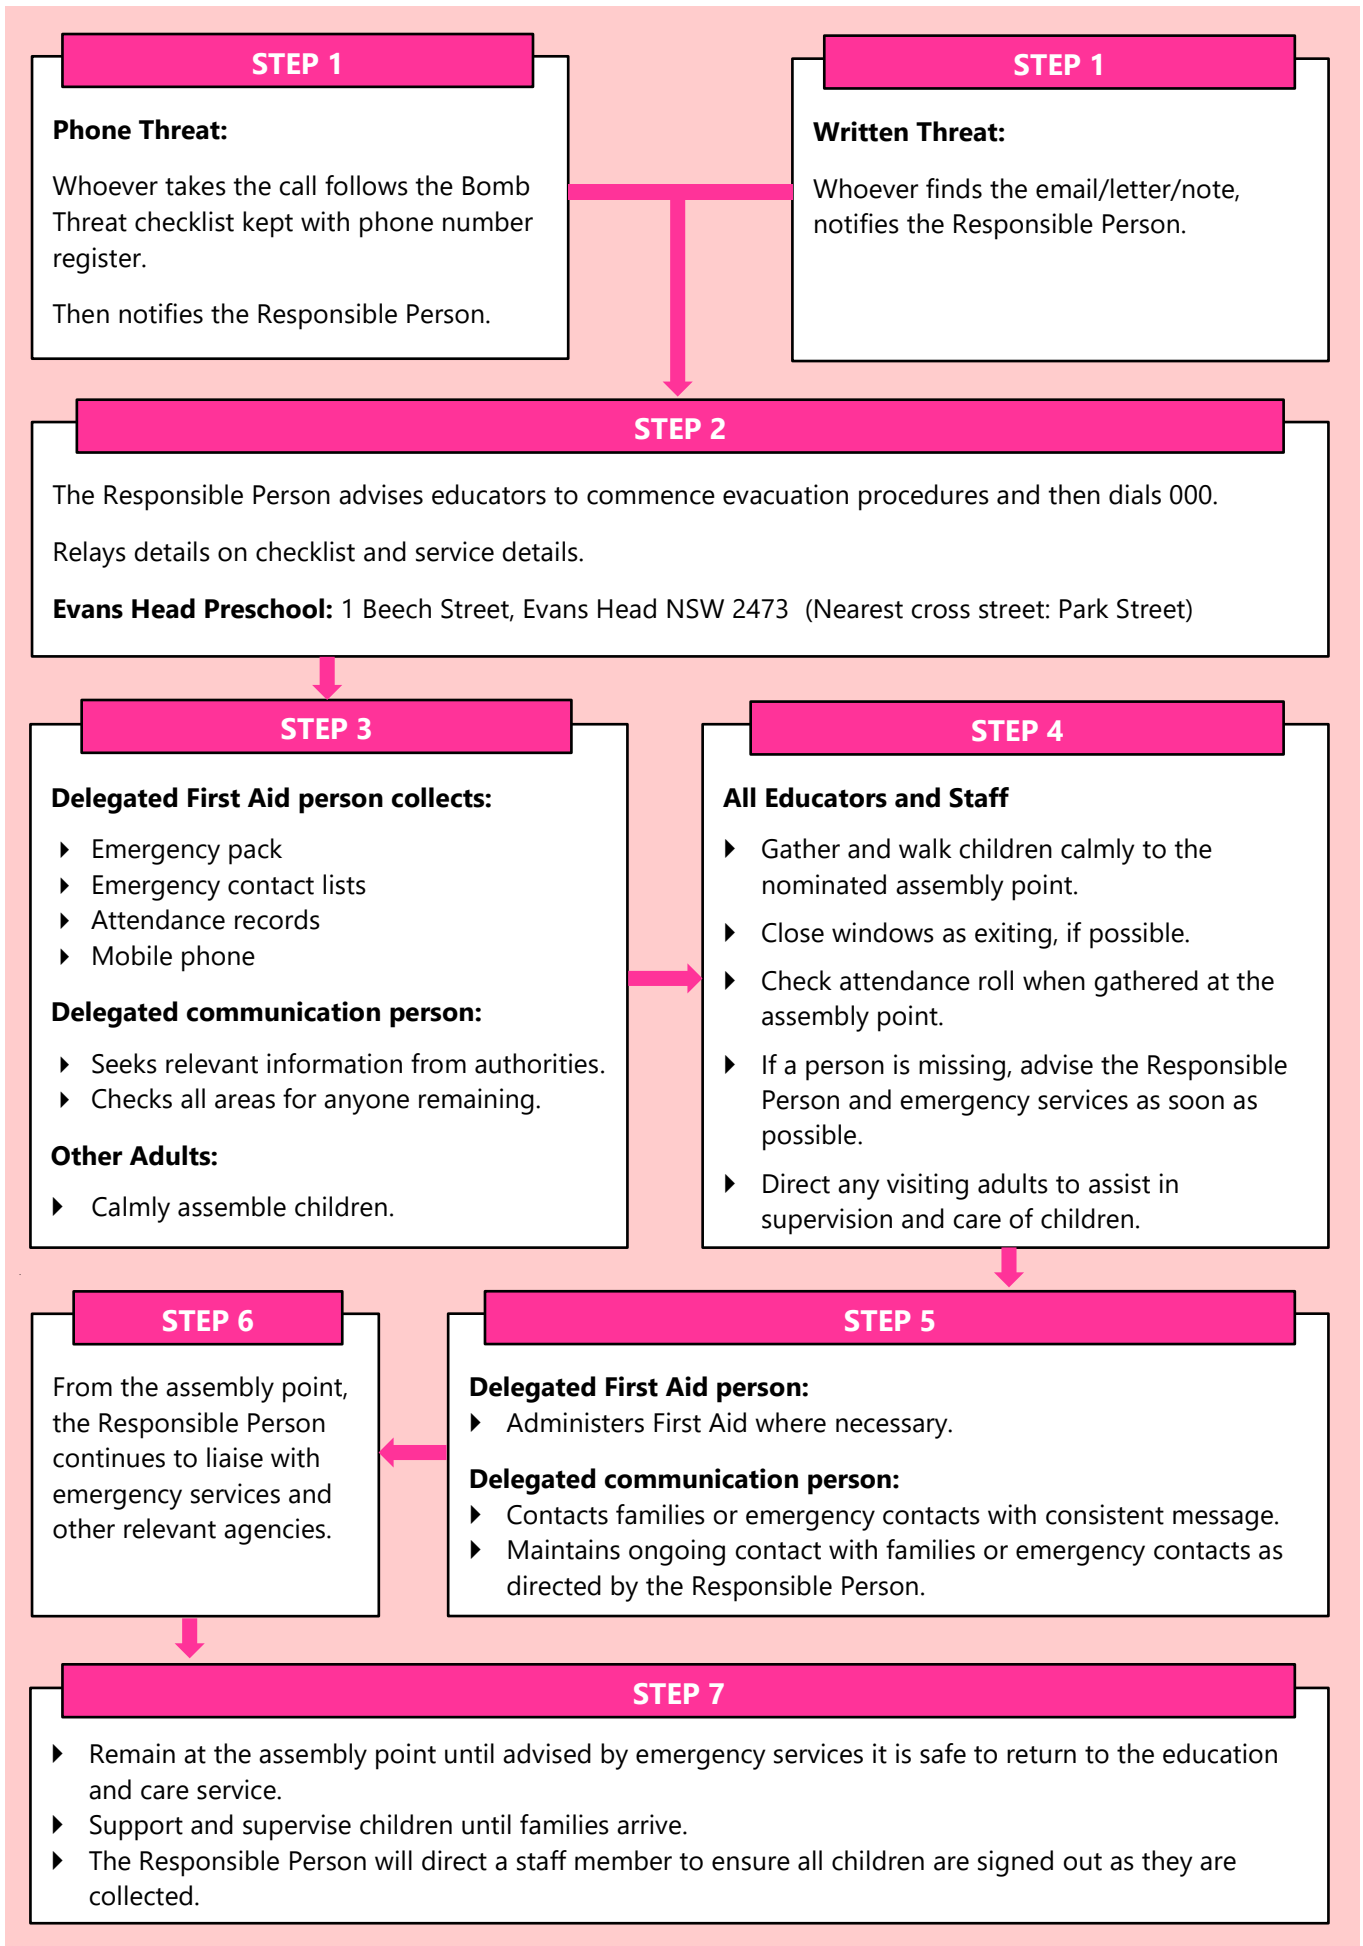 STEP 1
Phone Threat:
Whoever takes the call follows the Bomb
Threat checklist kept with phone number
register.
Then notifies the Responsible Person.
STEP 1
Written Threat:
Whoever finds the email/letter/note,
notifies the Responsible Person.
STEP 2
The Responsible Person advises educators to commence evacuation procedures and then dials 000.
Relays details on checklist and service details.
Evans Head Preschool: 1 Beech Street, Evans Head NSW 2473 (Nearest cross street: Park Street)
STEP 3
Delegated First Aid person collects:
Emergency pack
Emergency contact lists
Attendance records
Mobile phone
Delegated communication person:
Seeks relevant information from authorities.
Checks all areas for anyone remaining.
Other Adults:
Calmly assemble children.
STEP 4
All Educators and Staff
Gather and walk children calmly to the
nominated assembly point.
Close windows as exiting, if possible.
Check attendance roll when gathered at the
assembly point.
If a person is missing, advise the Responsible
Person and emergency services as soon as
possible.
Direct any visiting adults to assist in
supervision and care of children.
STEP 5
Delegated First Aid person:
Administers First Aid where necessary.
Delegated communication person:
Contacts families or emergency contacts with consistent message.
Maintains ongoing contact with families or emergency contacts as
directed by the Responsible Person.
STEP 6
From the assembly point,
the Responsible Person
continues to liaise with
emergency services and
other relevant agencies.
STEP 7
Remain at the assembly point until advised by emergency services it is safe to return to the education
and care service.
Support and supervise children until families arrive.
The Responsible Person will direct a staff member to ensure all children are signed out as they are
collected.